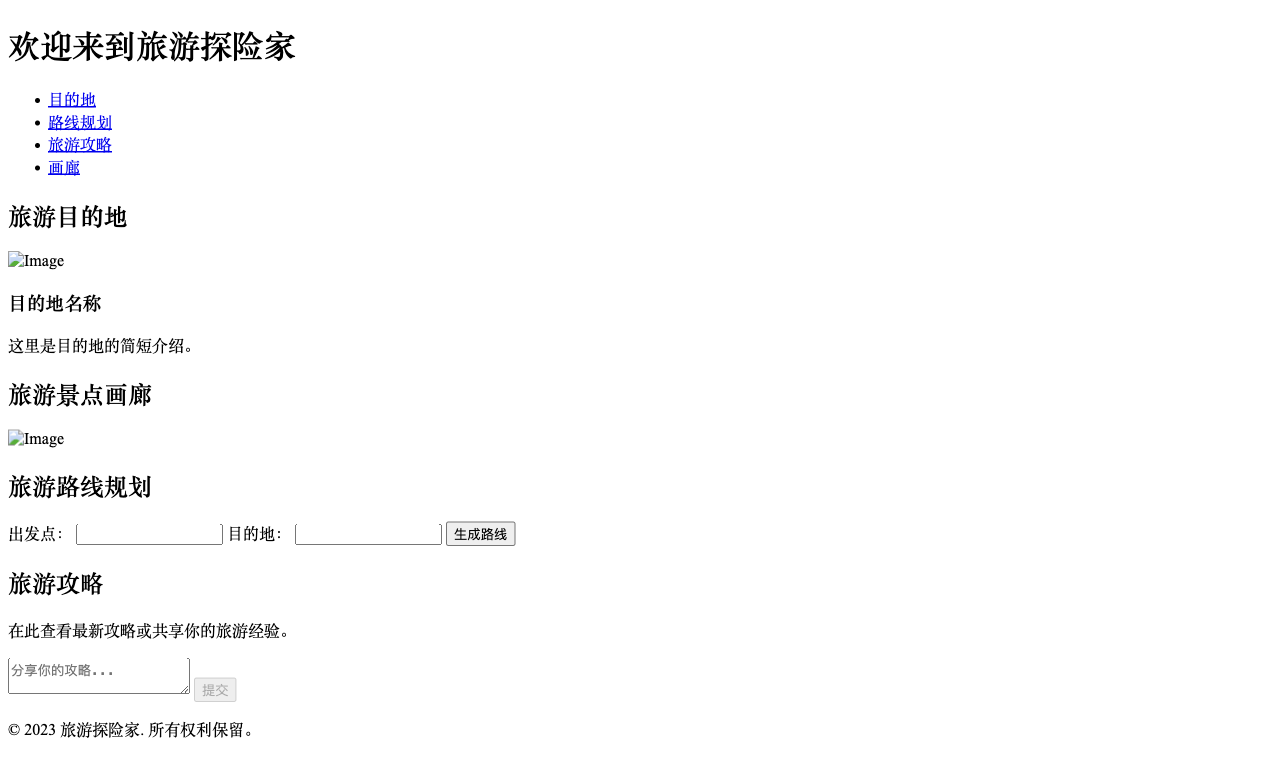 欢迎来到旅游探险家
目的地
路线规划
旅游攻略
画廊
旅游目的地
Image
目的地名称
这里是目的地的简短介绍。
旅游景点画廊
Image
旅游路线规划
出发点： 目的地： 生成路线
旅游攻略
在此查看最新攻略或共享你的旅游经验。
分享你的攻略... 提交
© 2023 旅游探险家. 所有权利保留。